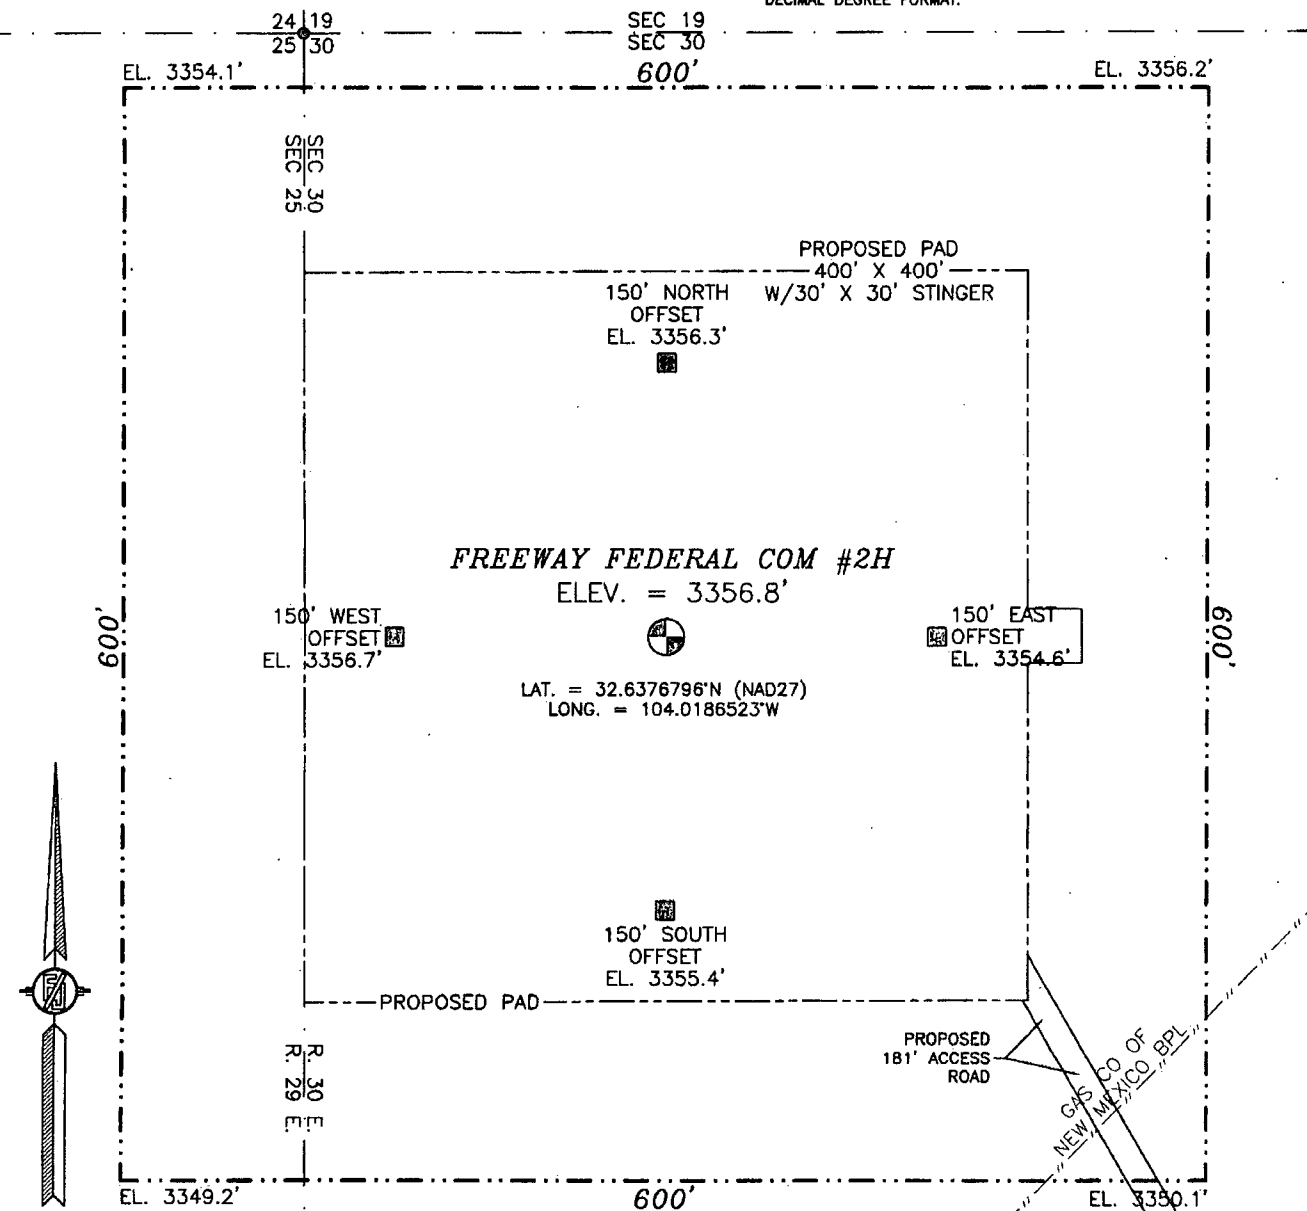 DECIMAL DEGREE FORMAT.
24 19
25 30
SEC 19
SEC 30
EL. 3354.1'
600'
EL. 3356.2'
SEC 30
SEC 25
PROPOSED PAD
400' X 400'
W/30' X 30' STINGER
150' NORTH
OFFSET
EL. 3356.3'
FREEWAY FEDERAL COM #2H
ELEV. = 3356.8'
600'
150' WEST
OFFSET
EL. 3356.7'
150' EAST
OFFSET
EL. 3354.6'
600'
LAT. = 32.6376796°N (NAD27)
LONG. = 104.0186523°W
150' SOUTH
OFFSET
EL. 3355.4'
PROPOSED PAD
R. 30 E.
R. 29 E.
PROPOSED
181' ACCESS
ROAD
GAS CO OF
NEW MEXICO BPL
EL. 3349.2'
600'
EL. 3350.1'